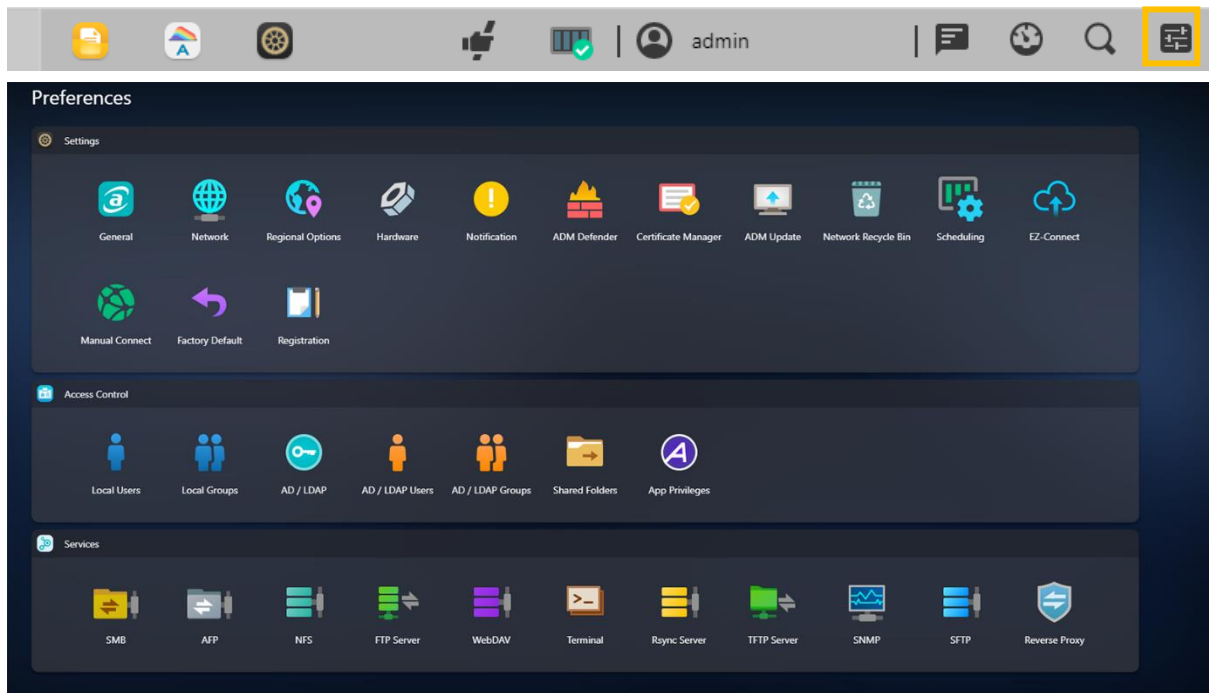 admin
Preferences
Settings
General Network Regional Options Hardware Notification ADM Defender Certificate Manager ADM Update Network Recycle Bin Scheduling EZ-Connect
Manual Connect Factory Default Registration
Access Control
Local Users Local Groups AD / LDAP AD / LDAP Users AD / LDAP Groups Shared Folders App Privileges
Services
SMB AFP NFS FTP Server WebDAV Terminal Rsync Server TFTP Server SNMP SFTP Reverse Proxy